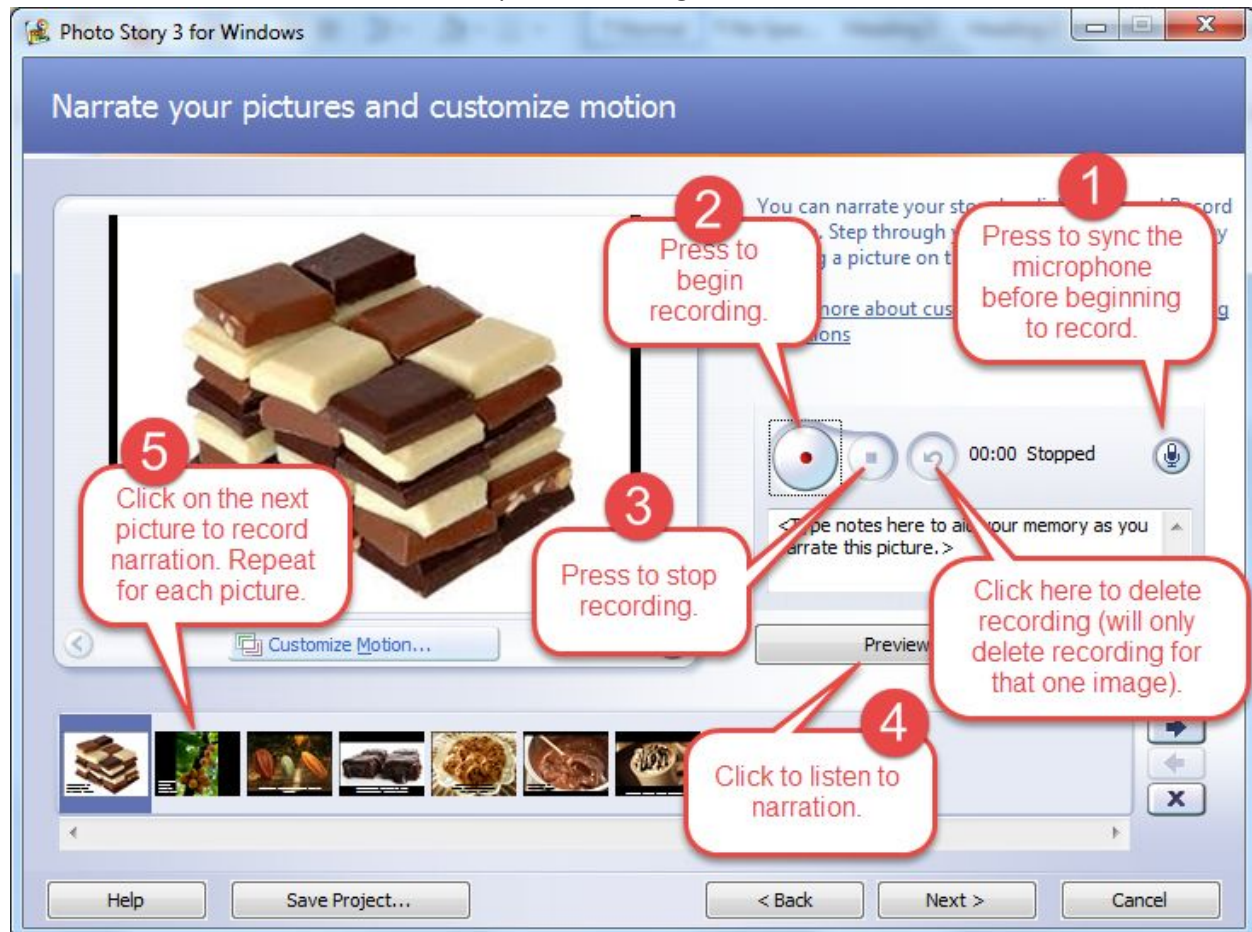 Photo Story 3 for Windows
Narrate your pictures and customize motion
You can narrate your
Record
Step through
a picture on
more about
1
Press to sync the
microphone
before beginning
to record.
2
Press to
begin
recording.
00:00 Stopped
3
Press to stop
recording.
<Type notes here to aid your memory as you
narrate this picture.>
Click here to delete
recording (will only
delete recording for
that one image).
5
Click on the next
picture to record
narration. Repeat
for each picture.
Customize Motion...
Preview
4
Click to listen to
narration.
X
Help
Save Project...
< Back
Next >
Cancel